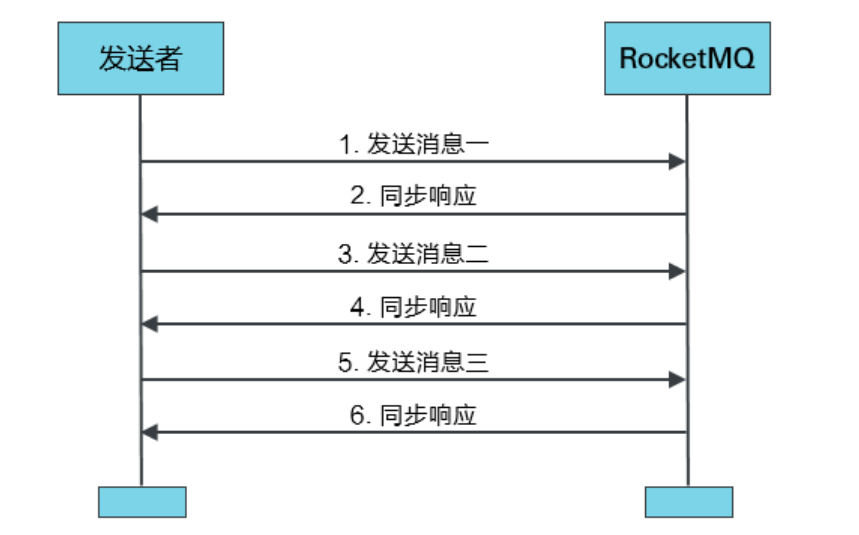 发送者
RocketMQ
1. 发送消息一
2. 同步响应
3. 发送消息二
4. 同步响应
5. 发送消息三
6. 同步响应